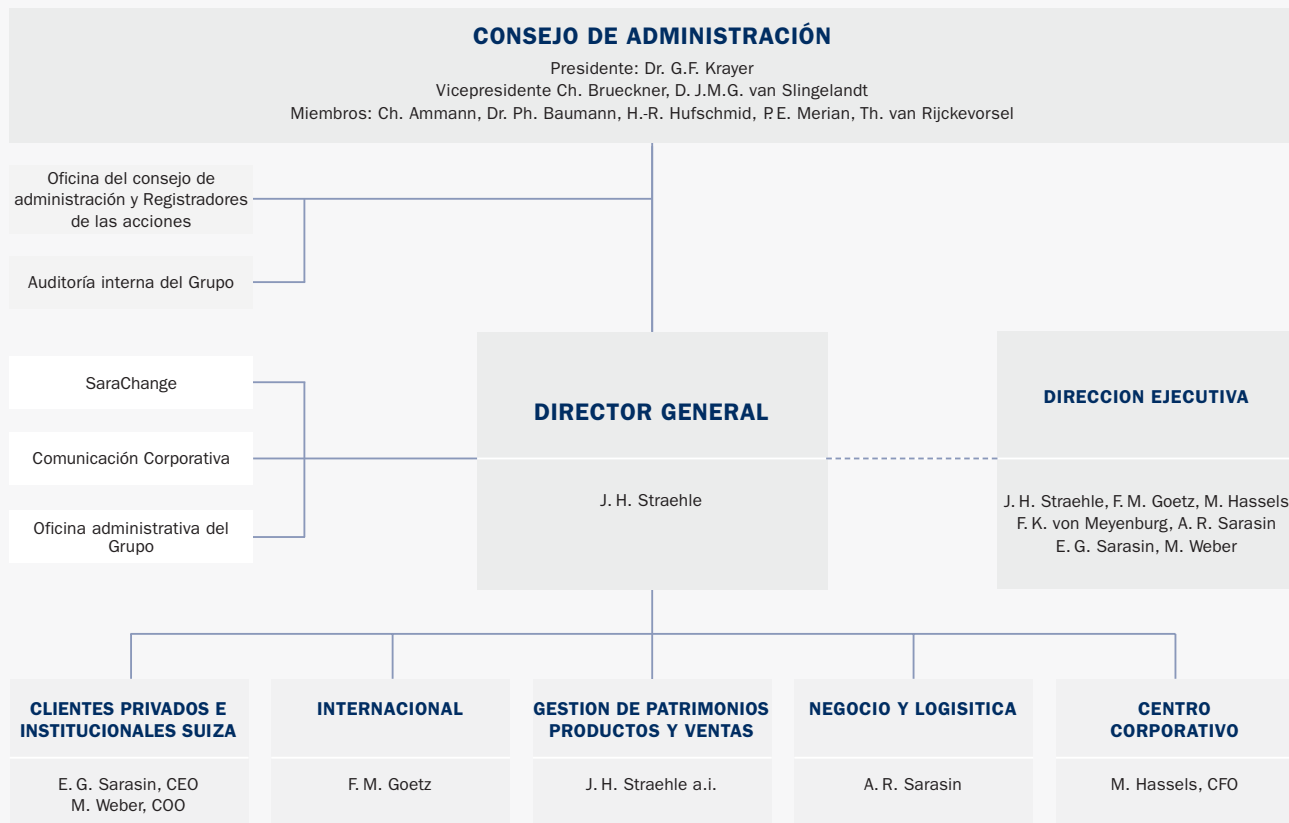 CONSEJO DE ADMINISTRACIÓN
Presidente: Dr. G.F. Krayer
Vicepresidente Ch. Brueckner, D. J.M.G. van Slingelandt
Miembros: Ch. Ammann, Dr. Ph. Baumann, H.-R. Hufschmid, P.E. Merian, Th. van Rijckevorsel
Oficina del consejo de
administración y Registradores
de las acciones
Auditoría interna del Grupo
SaraChange
Comunicación Corporativa
Oficina administrativa del
Grupo
DIRECTOR GENERAL
J. H. Straehle
DIRECCION EJECUTIVA
J. H. Straehle, F. M. Goetz, M. Hassels
F. K. von Meyenburg, A. R. Sarasin
E. G. Sarasin, M. Weber
CLIENTES PRIVADOS E
INSTITUCIONALES SUIZA
E. G. Sarasin, CEO
M. Weber, COO
INTERNACIONAL
F. M. Goetz
GESTION DE PATRIMONIOS
PRODUCTOS Y VENTAS
J. H. Straehle a.i.
NEGOCIO Y LOGISITICA
A. R. Sarasin
CENTRO
CORPORATIVO
M. Hassels, CFO